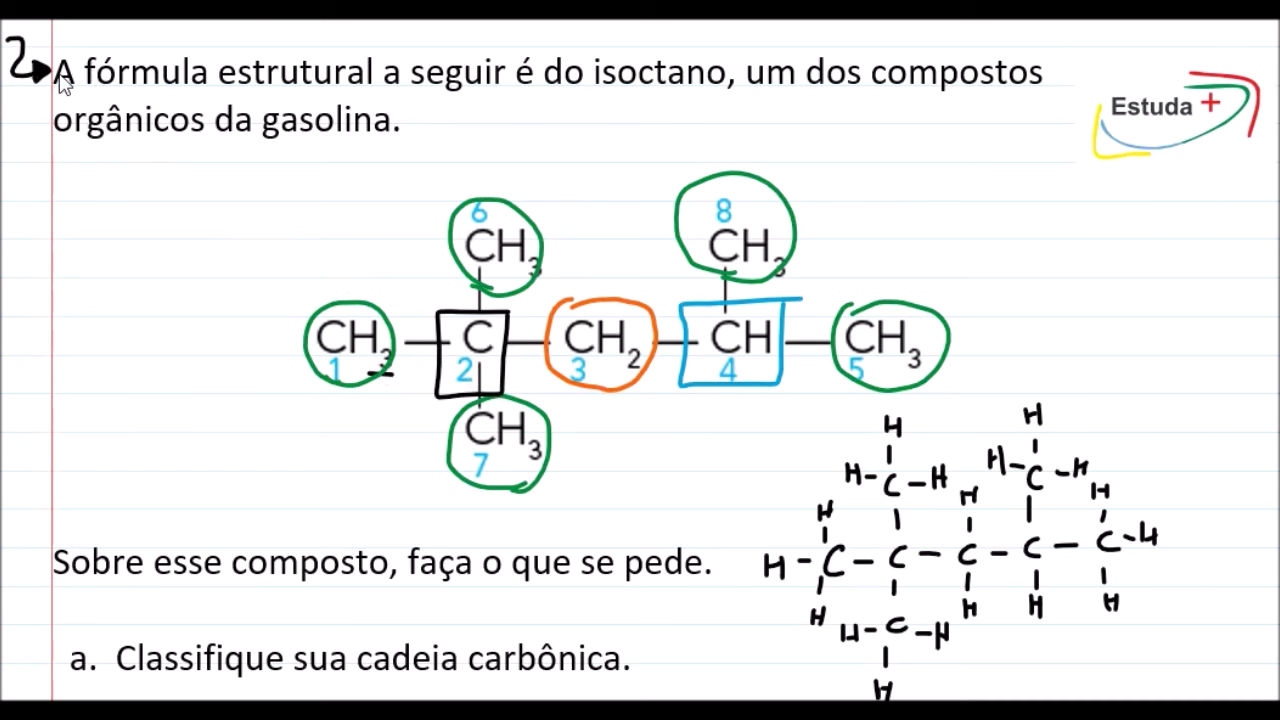 2 A fórmula estrutural a seguir é do isoctano, um dos compostos
orgânicos da gasolina.
Estuda +
6 8
CH3 CH3
CH3 — C — CH2 — CH — CH3
1 2 3 4 5
CH3
7
H H
H-C-H H-C-H
H H H
H-C-C-C-C-C-H
H H H H
H-C-H
H
Sobre esse composto, faça o que se pede.
a. Classifique sua cadeia carbônica.